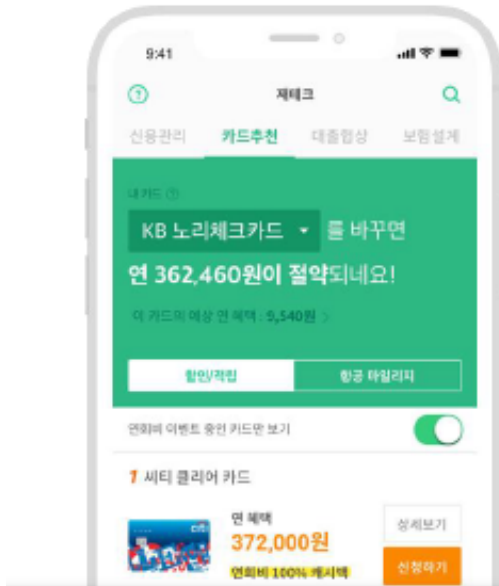 9:41
재테크
신용관리 카드추천 대출협상 보험설계
내 카드 ?
KB 노리체크카드 를 바꾸면
연 362,460원이 절약되네요!
이 카드의 예상 연 혜택 : 9,540원 >
할인/적립 항공 마일리지
연회비 이벤트 중인 카드만 보기
1 씨티 클리어 카드
citi
연 혜택
372,000원
연회비 100% 캐시백
상세보기
신청하기